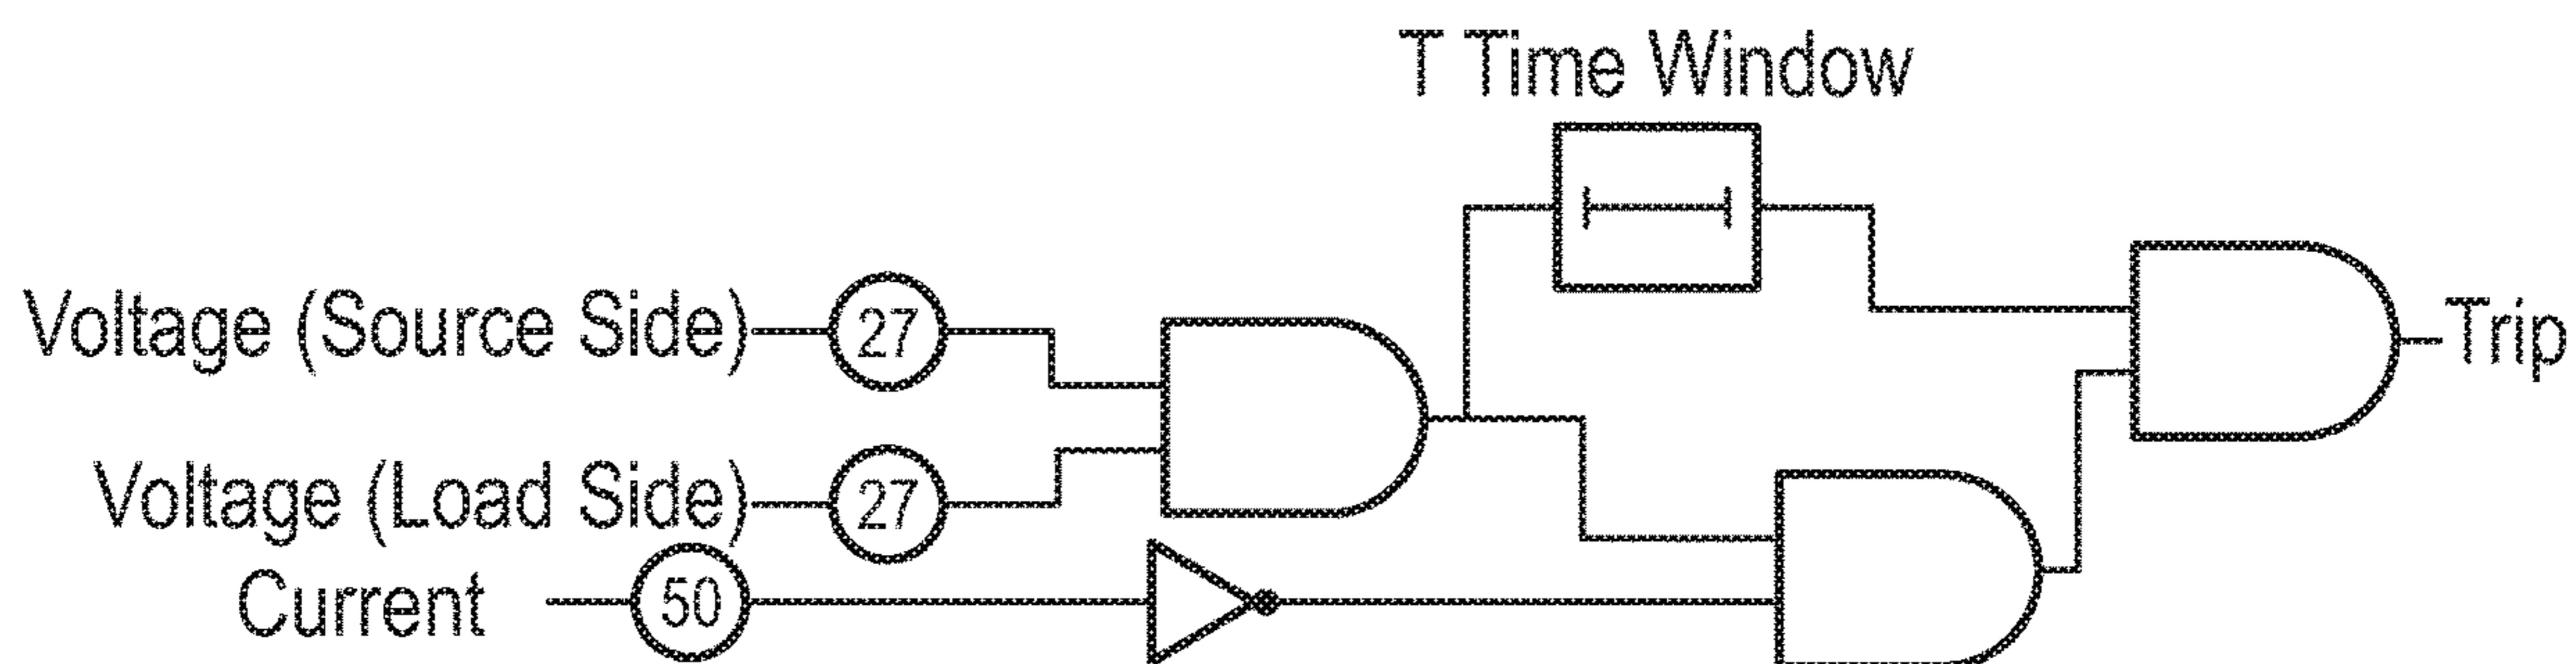 T Time Window
Voltage (Source Side)
27
Trip
Voltage (Load Side)
27
Current
50